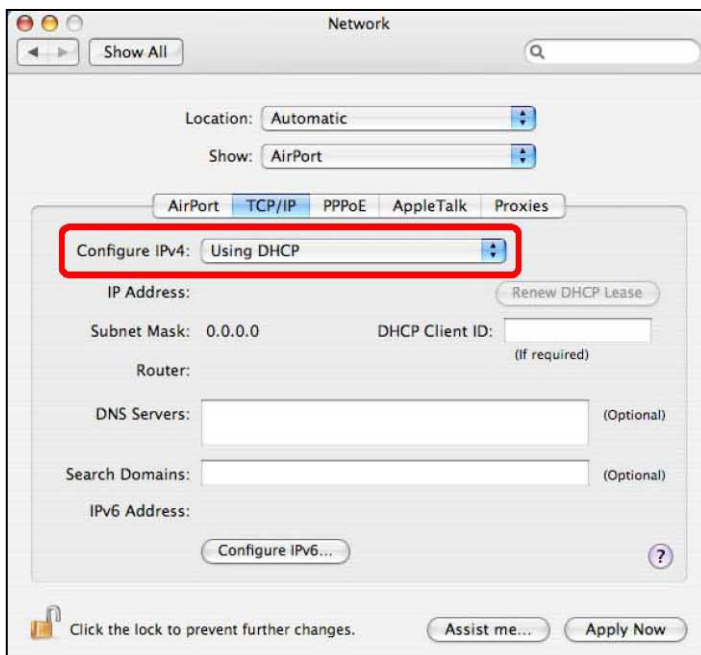 Network
Show All
Location: Automatic
Show: AirPort
AirPort TCP/IP PPPoE AppleTalk Proxies
Configure IPv4: Using DHCP
IP Address: Renew DHCP Lease
Subnet Mask: 0.0.0.0 DHCP Client ID:
(If required)
Router:
DNS Servers: (Optional)
Search Domains: (Optional)
IPv6 Address:
Configure IPv6... ?
Click the lock to prevent further changes. Assist me... Apply Now